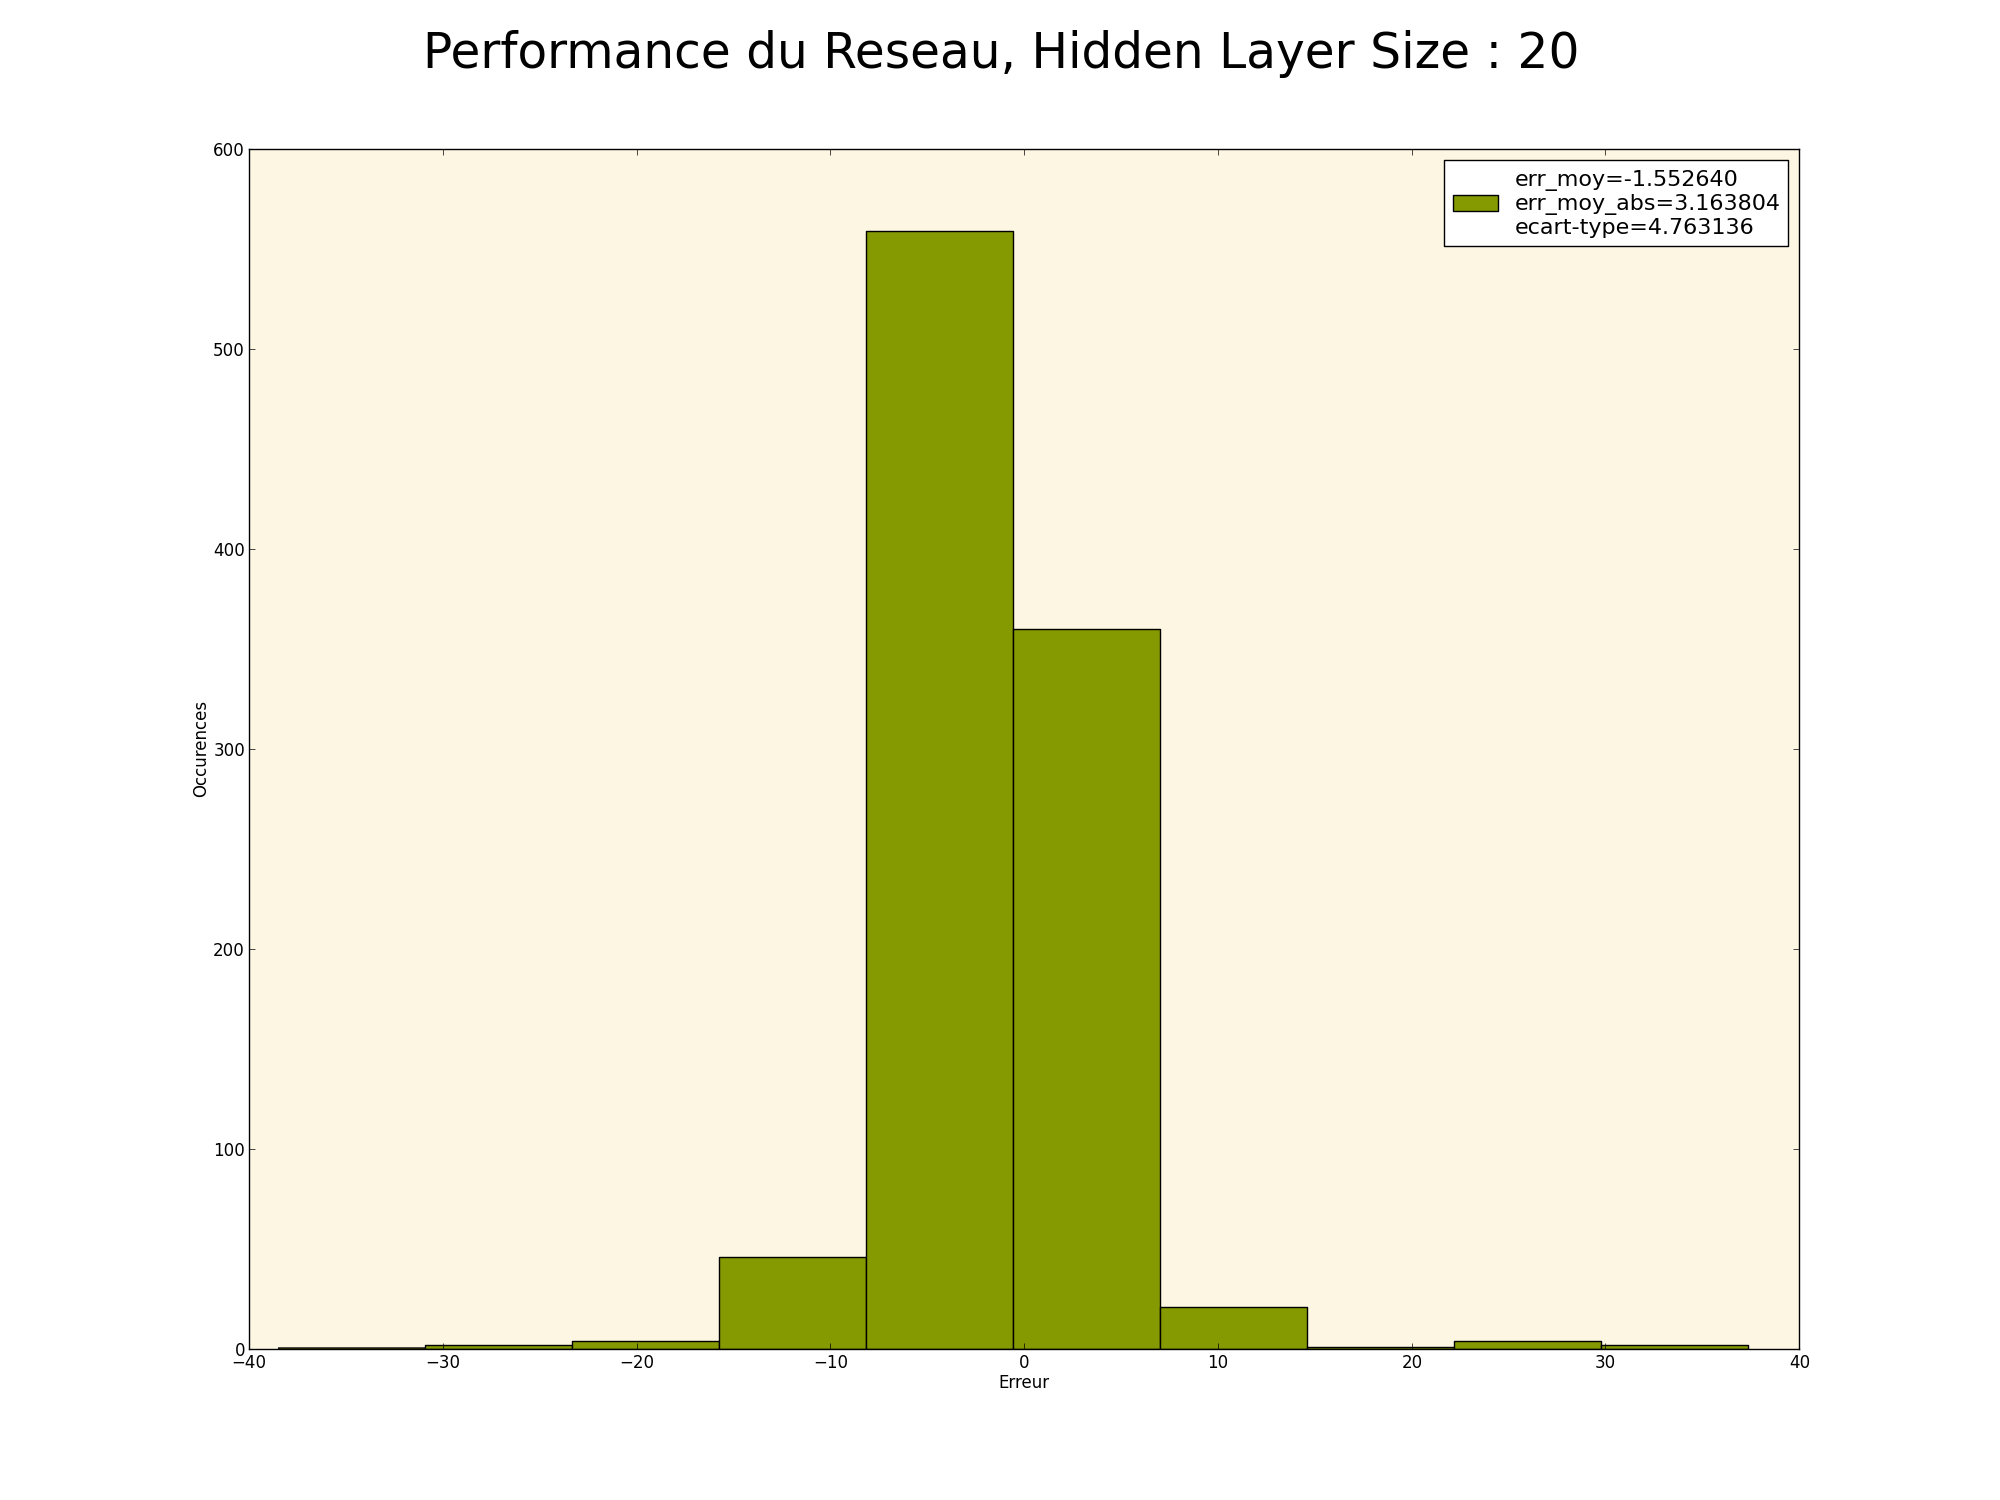 Performance du Reseau, Hidden Layer Size : 20
err_moy=-1.552640
err_moy_abs=3.163804
ecart-type=4.763136
600
500
400
300
200
100
0
Occurences
−40 −30 −20 −10 0 10 20 30 40
Erreur